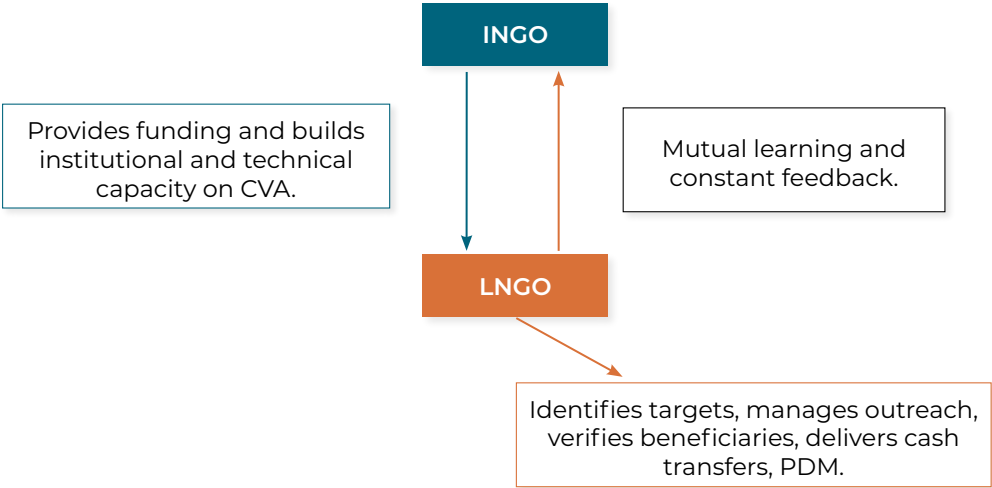 INGO
Provides funding and builds
institutional and technical
capacity on CVA.
Mutual learning and
constant feedback.
LNGO
Identifies targets, manages outreach,
verifies beneficiaries, delivers cash
transfers, PDM.